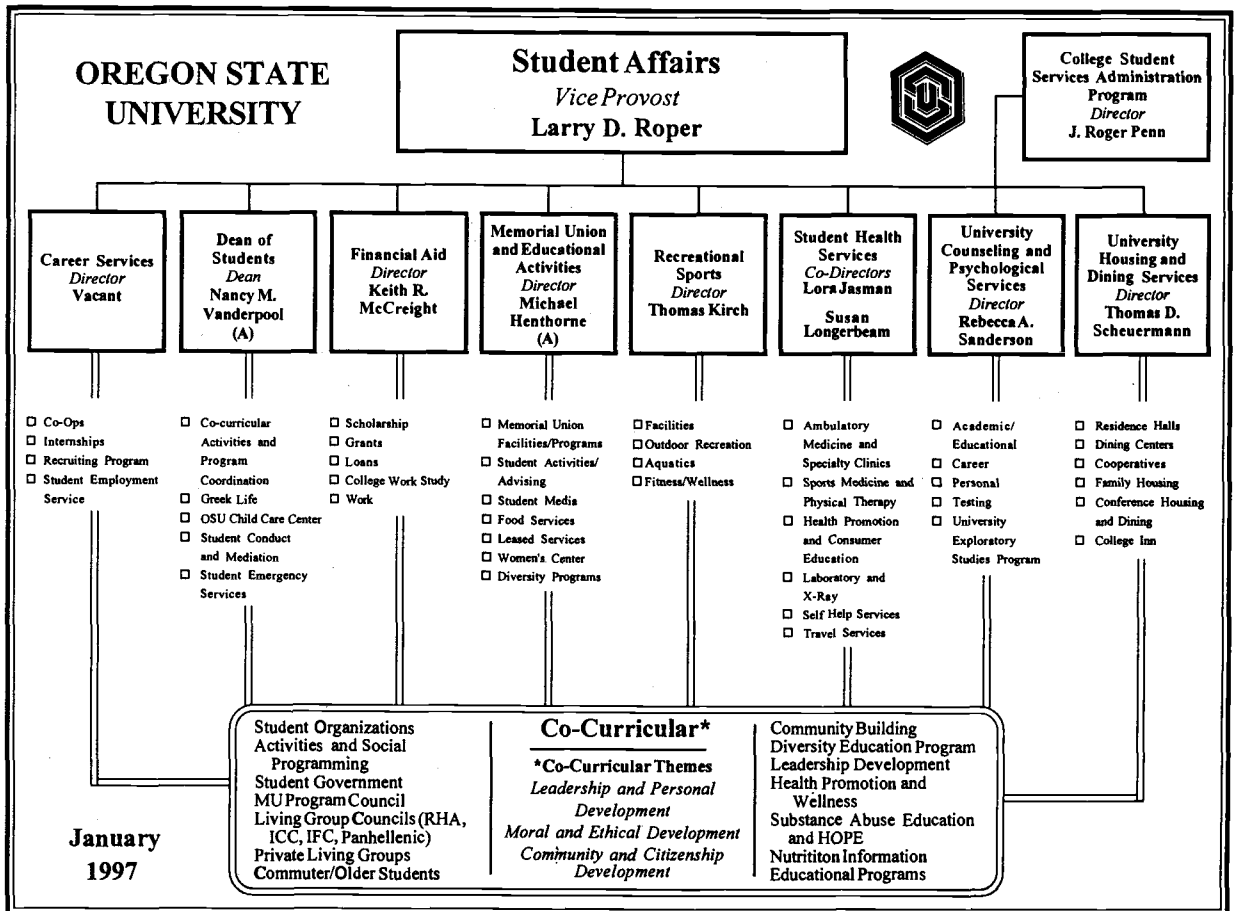 OREGON STATE
UNIVERSITY
Student Affairs
Vice Provost
Larry D. Roper
OSU
College Student
Services Administration
Program
Director
J. Roger Penn
Career Services
Director
Vacant
Dean of
Students
Dean
Nancy M.
Vanderpool
(A)
Financial Aid
Director
Keith R.
McCreight
Memorial Union
and Educational
Activities
Director
Michael
Henthorne
(A)
Recreational
Sports
Director
Thomas Kirch
Student Health
Services
Co-Directors
Lora Jasman
Susan
Longerbeam
University
Counseling and
Psychological
Services
Director
Rebecca A.
Sanderson
University
Housing and
Dining Services
Director
Thomas D.
Scheuermann
☐ Co-Ops
☐ Internships
☐ Recruiting Program
☐ Student Employment
Service
☐ Co-curricular
Activities and
Program
Coordination
☐ Greek Life
☐ OSU Child Care Center
☐ Student Conduct
and Mediation
☐ Student Emergency
Services
☐ Scholarship
☐ Grants
☐ Loans
☐ College Work Study
☐ Work
☐ Memorial Union
Facilities/Programs
☐ Student Activities/
Advising
☐ Student Media
☐ Food Services
☐ Leased Services
☐ Women's Center
☐ Diversity Programs
☐ Facilities
☐ Outdoor Recreation
☐ Aquatics
☐ Fitness/Wellness
☐ Ambulatory
Medicine and
Specialty Clinics
☐ Sports Medicine and
Physical Therapy
☐ Health Promotion
and Consumer
Education
☐ Laboratory and
X-Ray
☐ Self Help Services
☐ Travel Services
☐ Academic/
Educational
☐ Career
☐ Personal
☐ Testing
☐ University
Exploratory
Studies Program
☐ Residence Halls
☐ Dining Centers
☐ Cooperatives
☐ Family Housing
☐ Conference Housing
and Dining
☐ College Inn
Student Organizations
Activities and Social
Programming
Student Government
MU Program Council
Living Group Councils (RHA,
ICC, IFC, Panhellenic)
Private Living Groups
Commuter/Older Students
Co-Curricular*
*Co-Curricular Themes
Leadership and Personal
Development
Moral and Ethical Development
Community and Citizenship
Development
Community Building
Diversity Education Program
Leadership Development
Health Promotion and
Wellness
Substance Abuse Education
and HOPE
Nutrititon Information
Educational Programs
January
1997